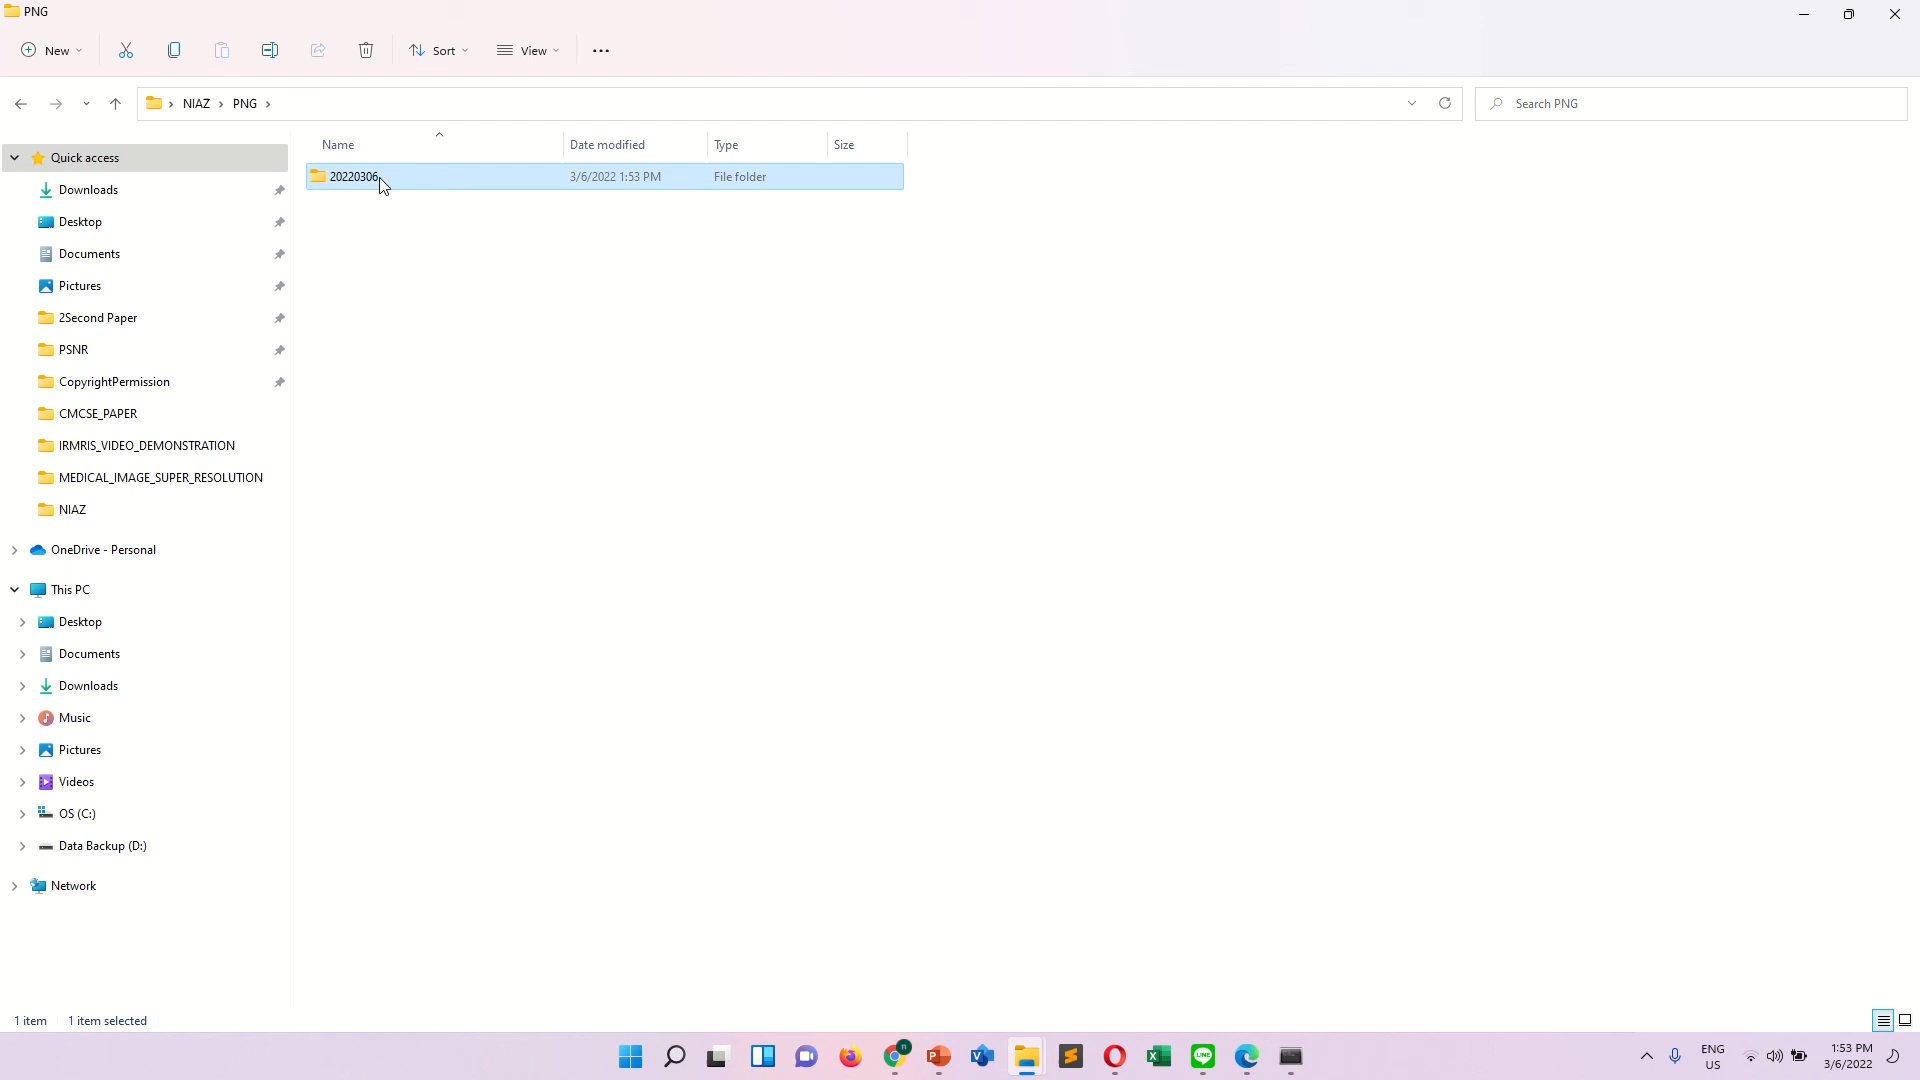 PNG
New
Sort
View
NIAZ > PNG >
Search PNG
Name Date modified Type Size
20220306 3/6/2022 1:53 PM File folder
Quick access
Downloads
Desktop
Documents
Pictures
2Second Paper
PSNR
CopyrightPermission
CMCSE_PAPER
IRMRIS_VIDEO_DEMONSTRATION
MEDICAL_IMAGE_SUPER_RESOLUTION
NIAZ
OneDrive - Personal
This PC
Desktop
Documents
Downloads
Music
Pictures
Videos
OS (C:)
Data Backup (D:)
Network
1 item 1 item selected
n
LINE
ENG
US
1:53 PM
3/6/2022